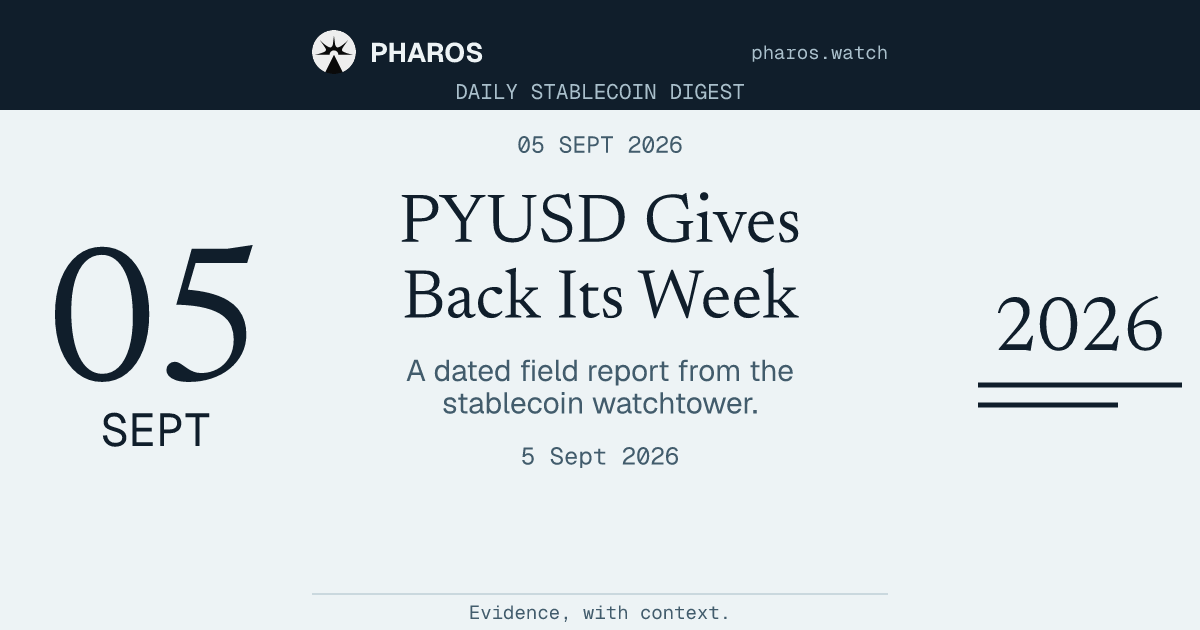 PHAROS
pharos.watch
DAILY STABLECOIN DIGEST
05 SEPT 2026
PYUSD Gives
Back Its Week
A dated field report from the
stablecoin watchtower.
5 Sept 2026
05
SEPT
2026
Evidence, with context.